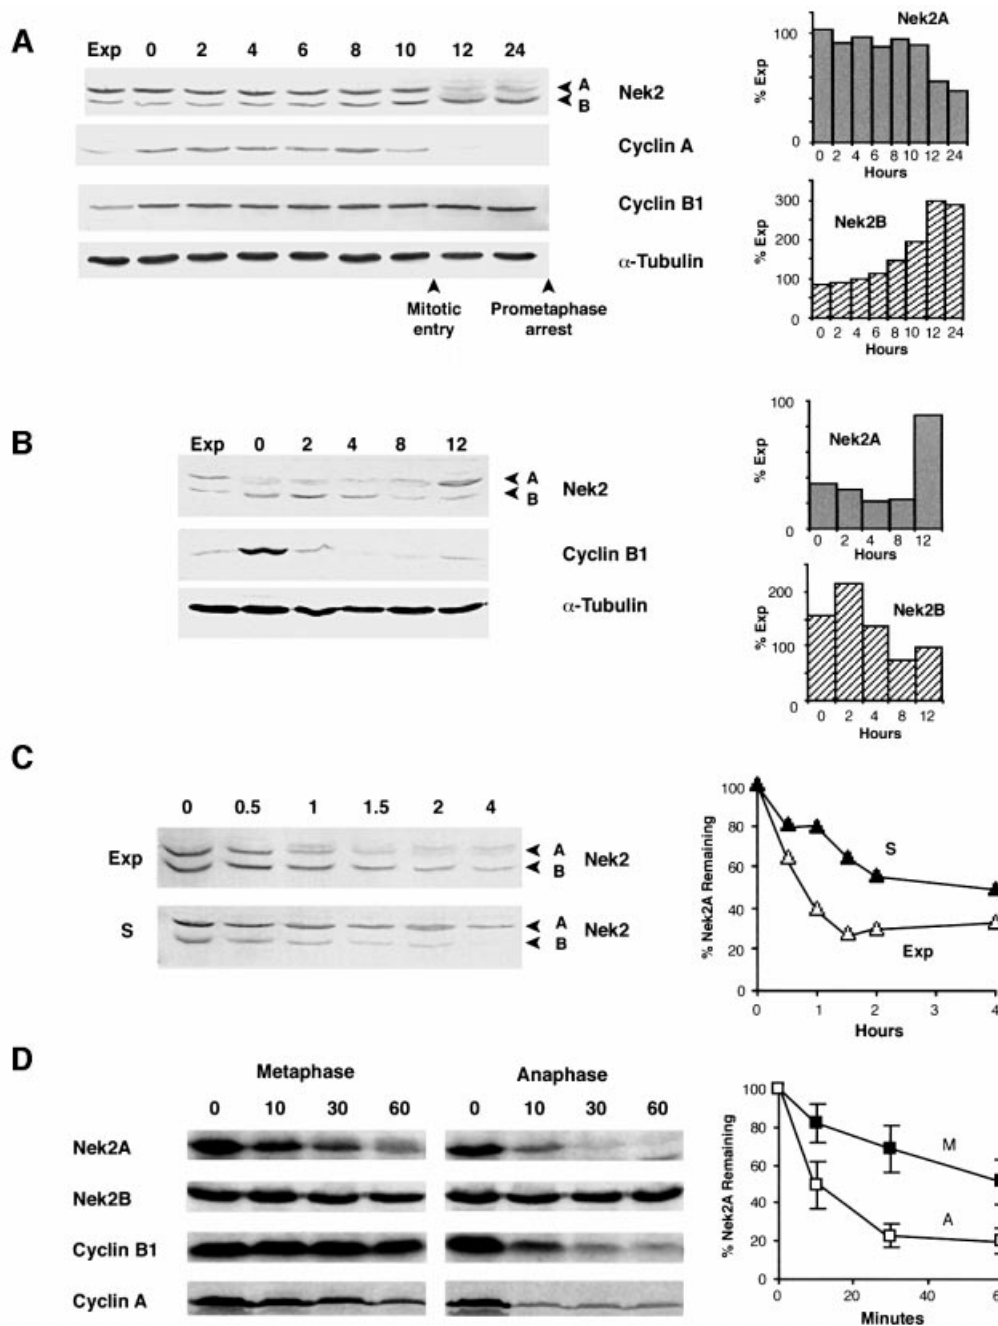 A
Exp 0 2 4 6 8 10 12 24
A
B
Nek2
Cyclin A
Cyclin B1
α-Tubulin
Mitotic
entry
Prometaphase
arrest
Nek2A
% Exp
100
0
0 2 4 6 8 10 12 24
Hours
Nek2B
% Exp
300
200
100
0
0 2 4 6 8 10 12 24
Hours
B
Exp 0 2 4 8 12
A
B
Nek2
Cyclin B1
α-Tubulin
100
Nek2A
% Exp
0
0 2 4 8 12
Hours
200
Nek2B
% Exp
100
0
0 2 4 8 12
Hours
C
0 0.5 1 1.5 2 4
Exp
A
B
Nek2
S
A
B
Nek2
% Nek2A Remaining
100
80
60
40
20
0
S
Exp
0 1 2 3 4
Hours
D
Metaphase
Anaphase
0 10 30 60
0 10 30 60
Nek2A
Nek2B
Cyclin B1
Cyclin A
% Nek2A Remaining
100
80
60
40
20
0
M
A
0 20 40 6
Minutes